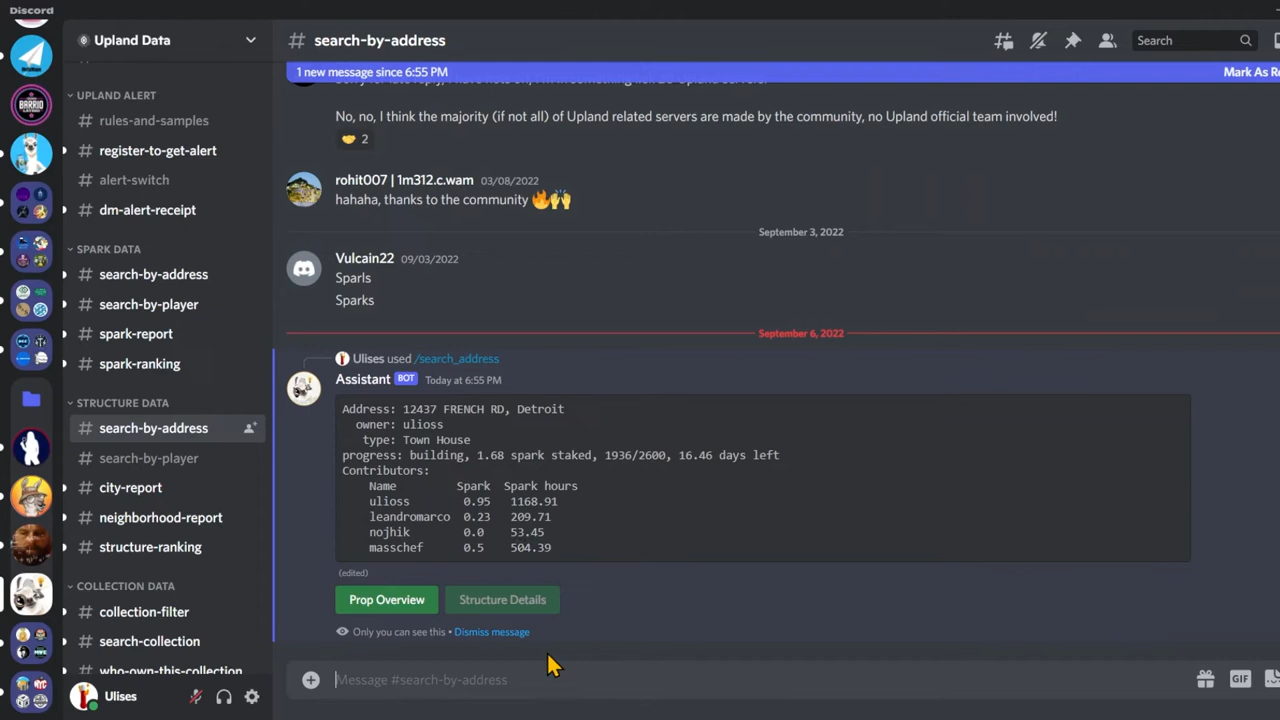 Discord
Upland Data
# search-by-address
Search
1 new message since 6:55 PM
Mark As Re
UPLAND ALERT
rules-and-samples
register-to-get-alert
alert-switch
dm-alert-receipt
SPARK DATA
search-by-address
search-by-player
spark-report
spark-ranking
STRUCTURE DATA
search-by-address
search-by-player
city-report
neighborhood-report
structure-ranking
COLLECTION DATA
collection-filter
search-collection
who-own-this-collection
Ulises
No, no, I think the majority (if not all) of Upland related servers are made by the community, no Upland official team involved!
🤝 2
rohit007 | 1m312.c.wam 03/08/2022
hahaha, thanks to the community 🔥🙌
September 3, 2022
Vulcain22 09/03/2022
Sparls
Sparks
September 6, 2022
Ulises used /search_address
Assistant BOT Today at 6:55 PM
Address: 12437 FRENCH RD, Detroit
owner: ulioss
type: Town House
progress: building, 1.68 spark staked, 1936/2600, 16.46 days left
Contributors:
Name Spark Spark hours
ulioss 0.95 1168.91
leandromarco 0.23 209.71
nojhik 0.0 53.45
masschef 0.5 504.39
(edited)
Prop Overview Structure Details
Only you can see this • Dismiss message
Message #search-by-address
GIF